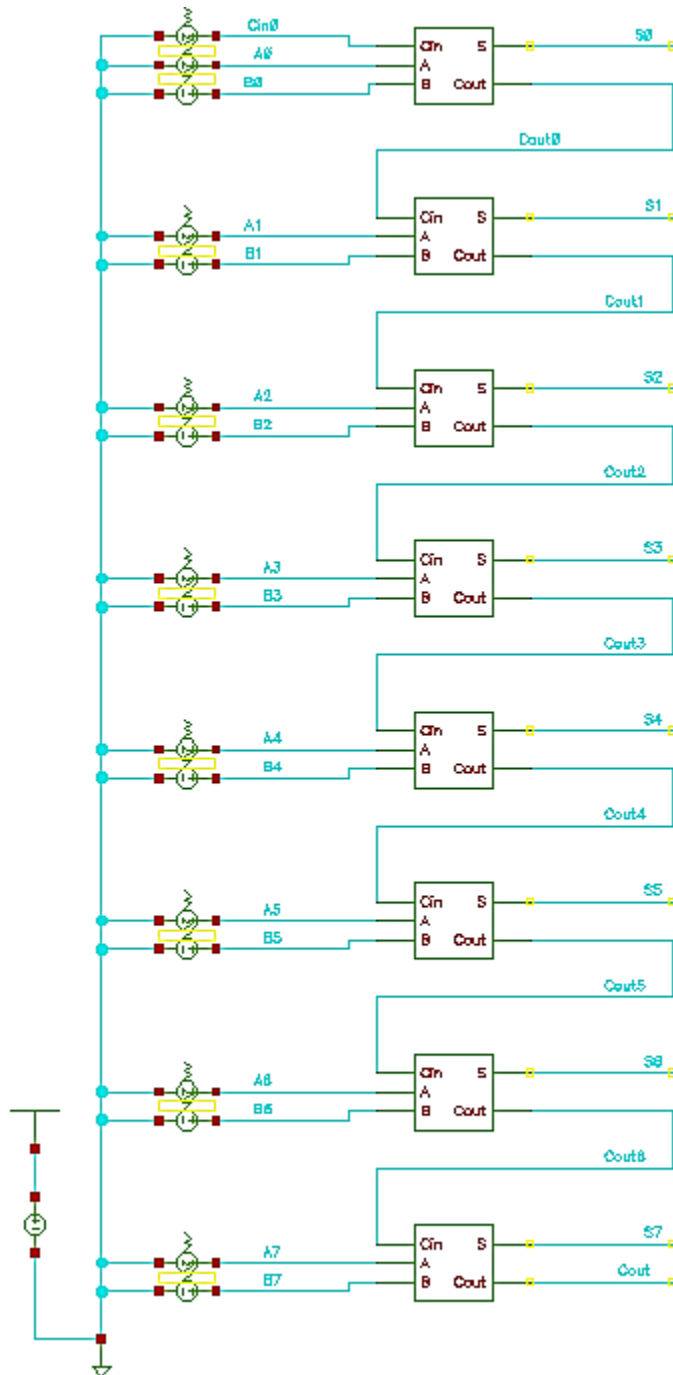 Cin0
A0
B0
Cin S
A
B Cout
S0
Cout0
A1
B1
Cin S
A
B Cout
S1
Cout1
A2
B2
Cin S
A
B Cout
S2
Cout2
A3
B3
Cin S
A
B Cout
S3
Cout3
A4
B4
Cin S
A
B Cout
S4
Cout4
A5
B5
Cin S
A
B Cout
S5
Cout5
A6
B6
Cin S
A
B Cout
S6
Cout6
A7
B7
Cin S
A
B Cout
S7
Cout